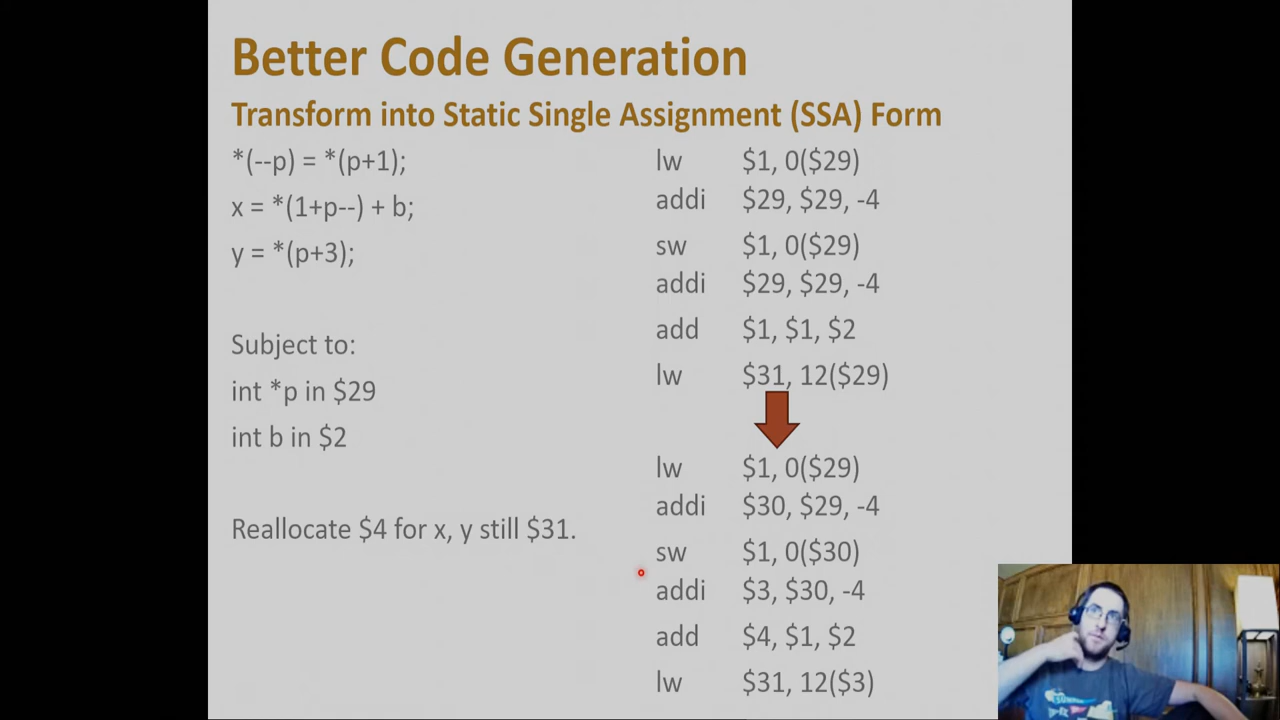 Better Code Generation
Transform into Static Single Assignment (SSA) Form
*(--p) = *(p+1);
x = *(1+p--) + b;
y = *(p+3);
Subject to:
int *p in $29
int b in $2
Reallocate $4 for x, y still $31.
lw $1, 0($29)
addi $29, $29, -4
sw $1, 0($29)
addi $29, $29, -4
add $1, $1, $2
lw $31, 12($29)
lw $1, 0($29)
addi $30, $29, -4
sw $1, 0($30)
addi $3, $30, -4
add $4, $1, $2
lw $31, 12($3)